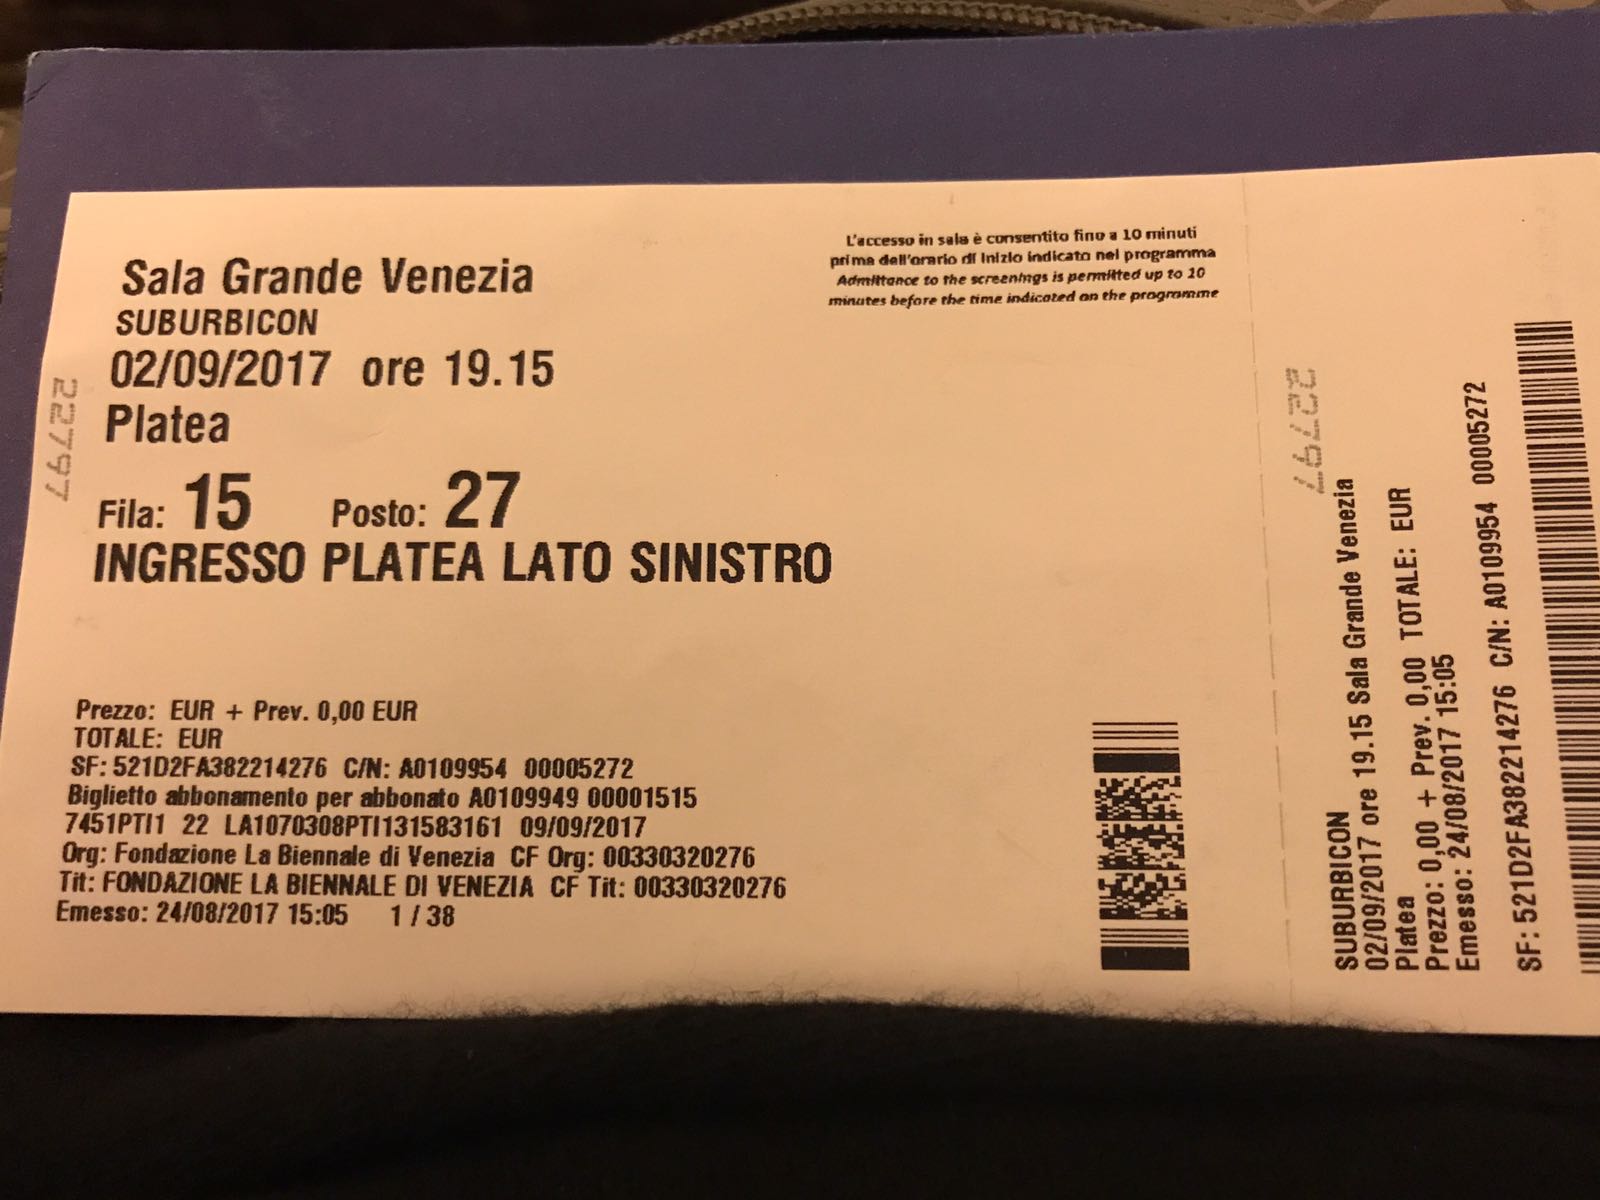 Sala Grande Venezia
SUBURBICON
02/09/2017 ore 19.15
Platea
Fila: 15 Posto: 27
INGRESSO PLATEA LATO SINISTRO
L'accesso in sala è consentito fino a 10 minuti
prima dell'orario di inizio indicato nel programma
Admittance to the screenings is permitted up to 10
minutes before the time indicated on the programme
22797
Prezzo: EUR + Prev. 0,00 EUR
TOTALE: EUR
SF: 521D2FA382214276 C/N: A0109954 00005272
Biglietto abbonamento per abbonato A0109949 00001515
7451PTI1 22 LA1070308PTI131583161 09/09/2017
Org: Fondazione La Biennale di Venezia CF Org: 00330320276
Tit: FONDAZIONE LA BIENNALE DI VENEZIA CF Tit: 00330320276
Emesso: 24/08/2017 15:05 1 / 38
22797
SUBURBICON
02/09/2017 ore 19.15 Sala Grande Venezia
Platea
Prezzo: 0,00 + Prev. 0,00 TOTALE: EUR
Emesso: 24/08/2017 15:05
SF: 521D2FA382214276 C/N: A0109954 00005272